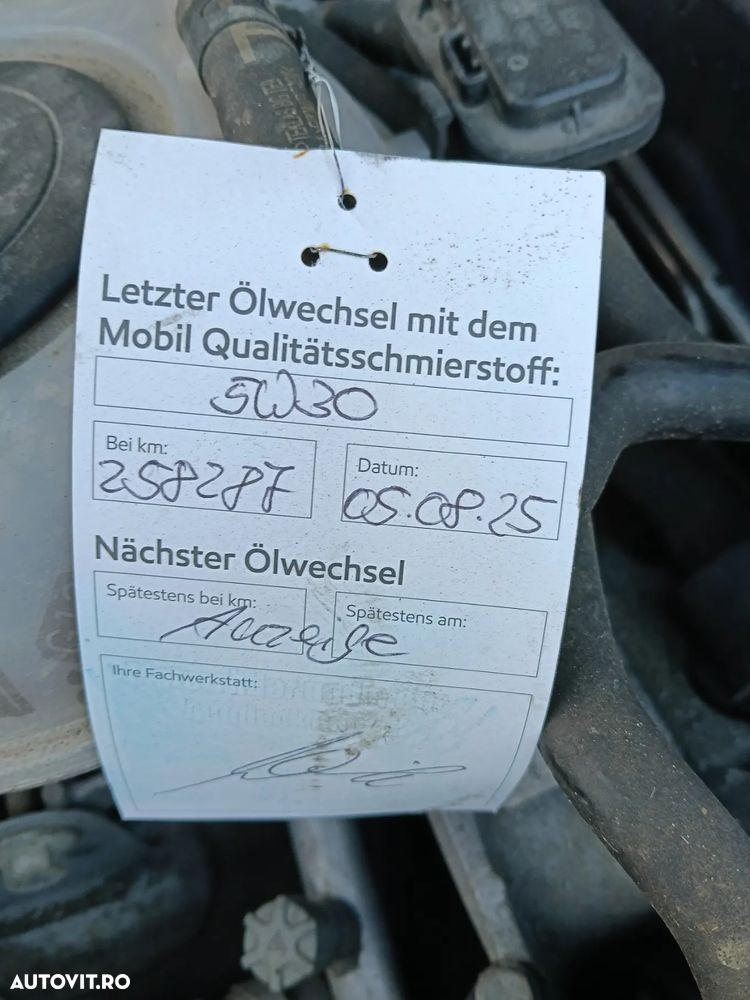 Letzter Ölwechsel mit dem
Mobil Qualitätsschmierstoff:
5W30
Bei km:
258287
Datum:
05.08.25
Nächster Ölwechsel
Spätestens bei km:
Spätestens am:
Anzeige
Ihre Fachwerkstatt:
AUTOVIT.RO